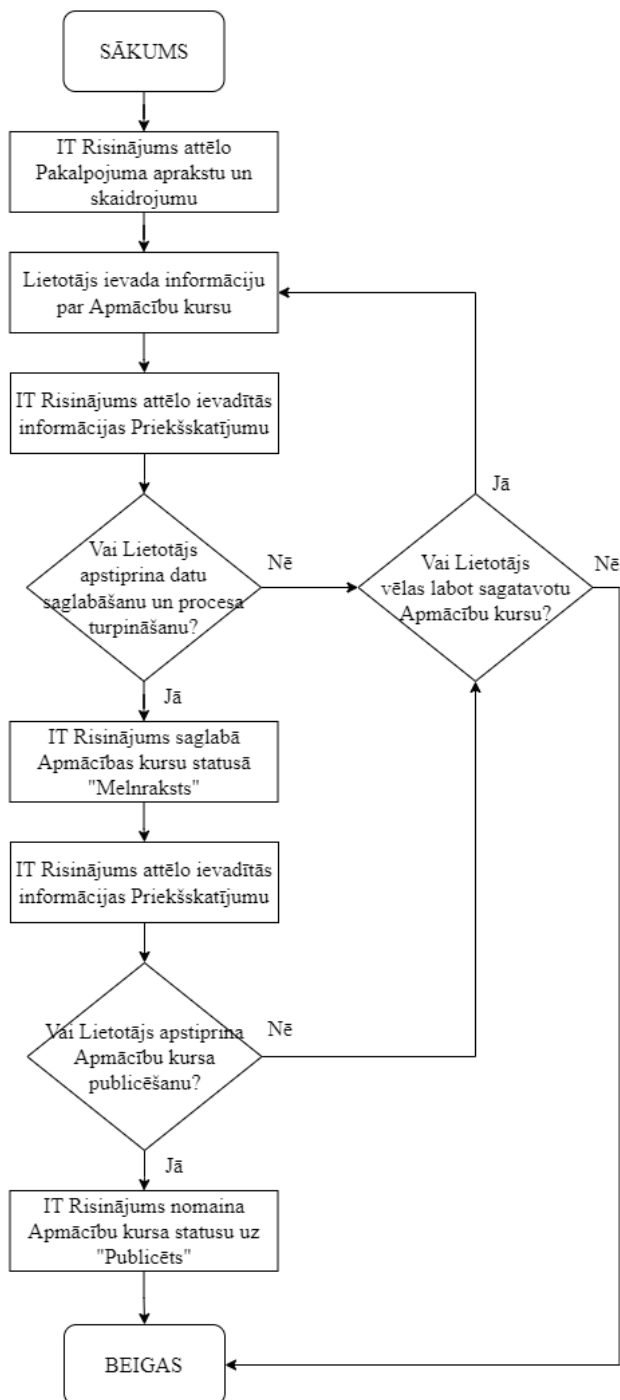 SĀKUMS
IT Risinājums attēlo
Pakalpojuma aprakstu un
skaidrojumu
Lietotājs ievada informāciju
par Apmācību kursu
IT Risinājums attēlo ievadītās
informācijas Priekšskatījumu
Vai Lietotājs
apstiprina datu
saglabāšanu un procesa
turpināšanu?
Nē
Jā
Vai Lietotājs
vēlas labot sagatavotu
Apmācību kursu?
Jā
Nē
IT Risinājums saglabā
Apmācības kursu statusā
"Melnraksts"
IT Risinājums attēlo ievadītās
informācijas Priekšskatījumu
Vai Lietotājs apstiprina
Apmācību kursa
publicēšanu?
Nē
Jā
IT Risinājums nomaina
Apmācību kursa statusu uz
"Publicēts"
BEIGAS